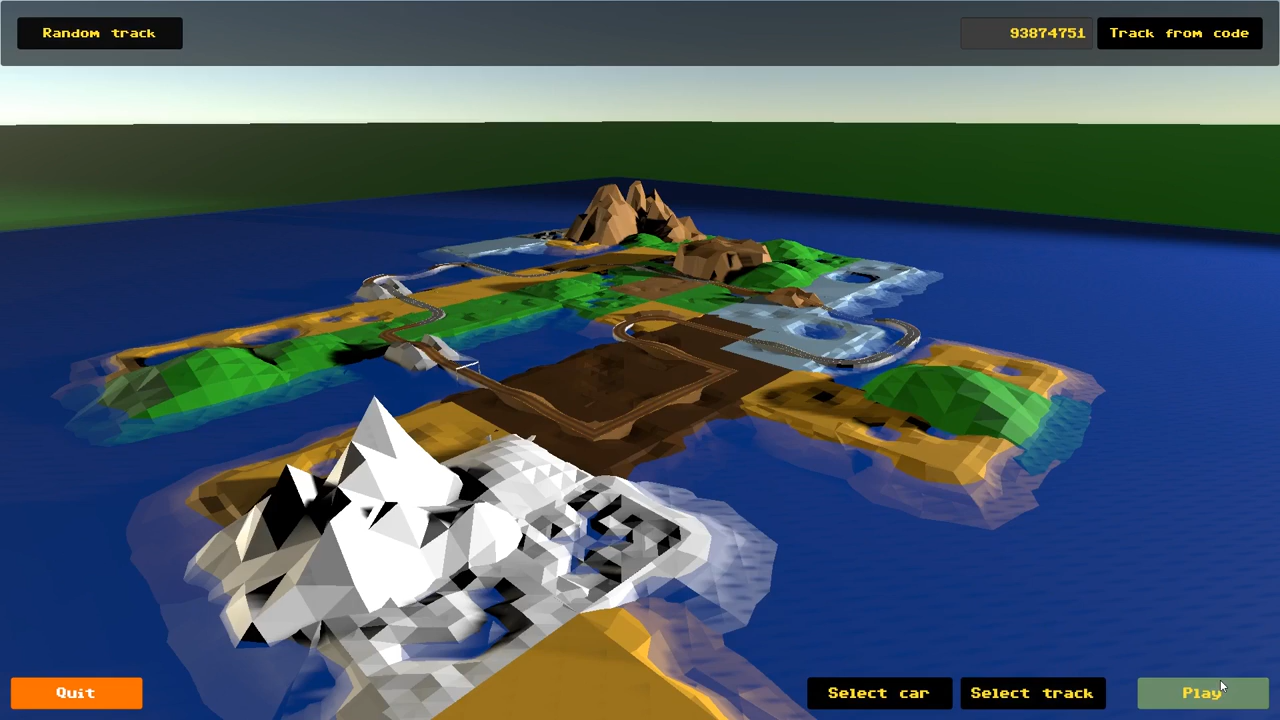 Random track
93874751
Track from code
Quit
Select car
Select track
Play